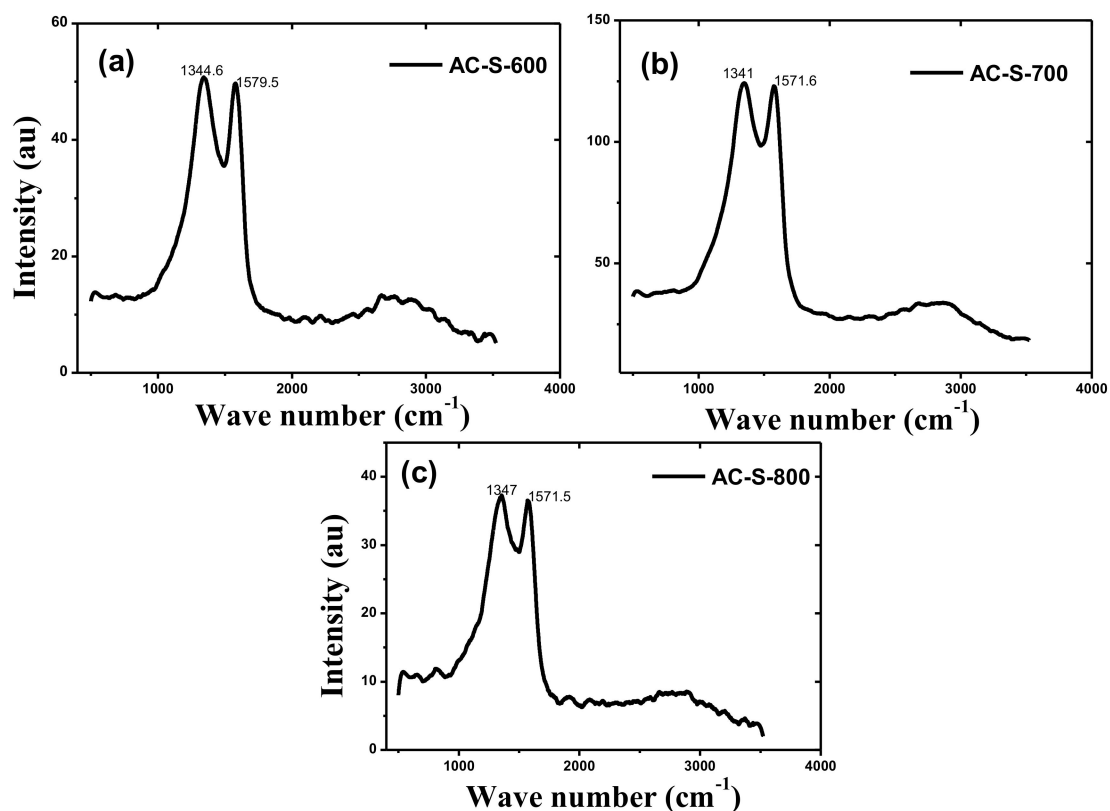 (a)
1344.6
1579.5
AC-S-600
60
40
20
0
1000
2000
3000
4000
Intensity (au)
Wave number (cm⁻¹)
(b)
1341
1571.6
AC-S-700
150
100
50
1000
2000
3000
4000
Wave number (cm⁻¹)
(c)
1347
1571.5
AC-S-800
40
30
20
10
0
1000
2000
3000
4000
Intensity (au)
Wave number (cm⁻¹)